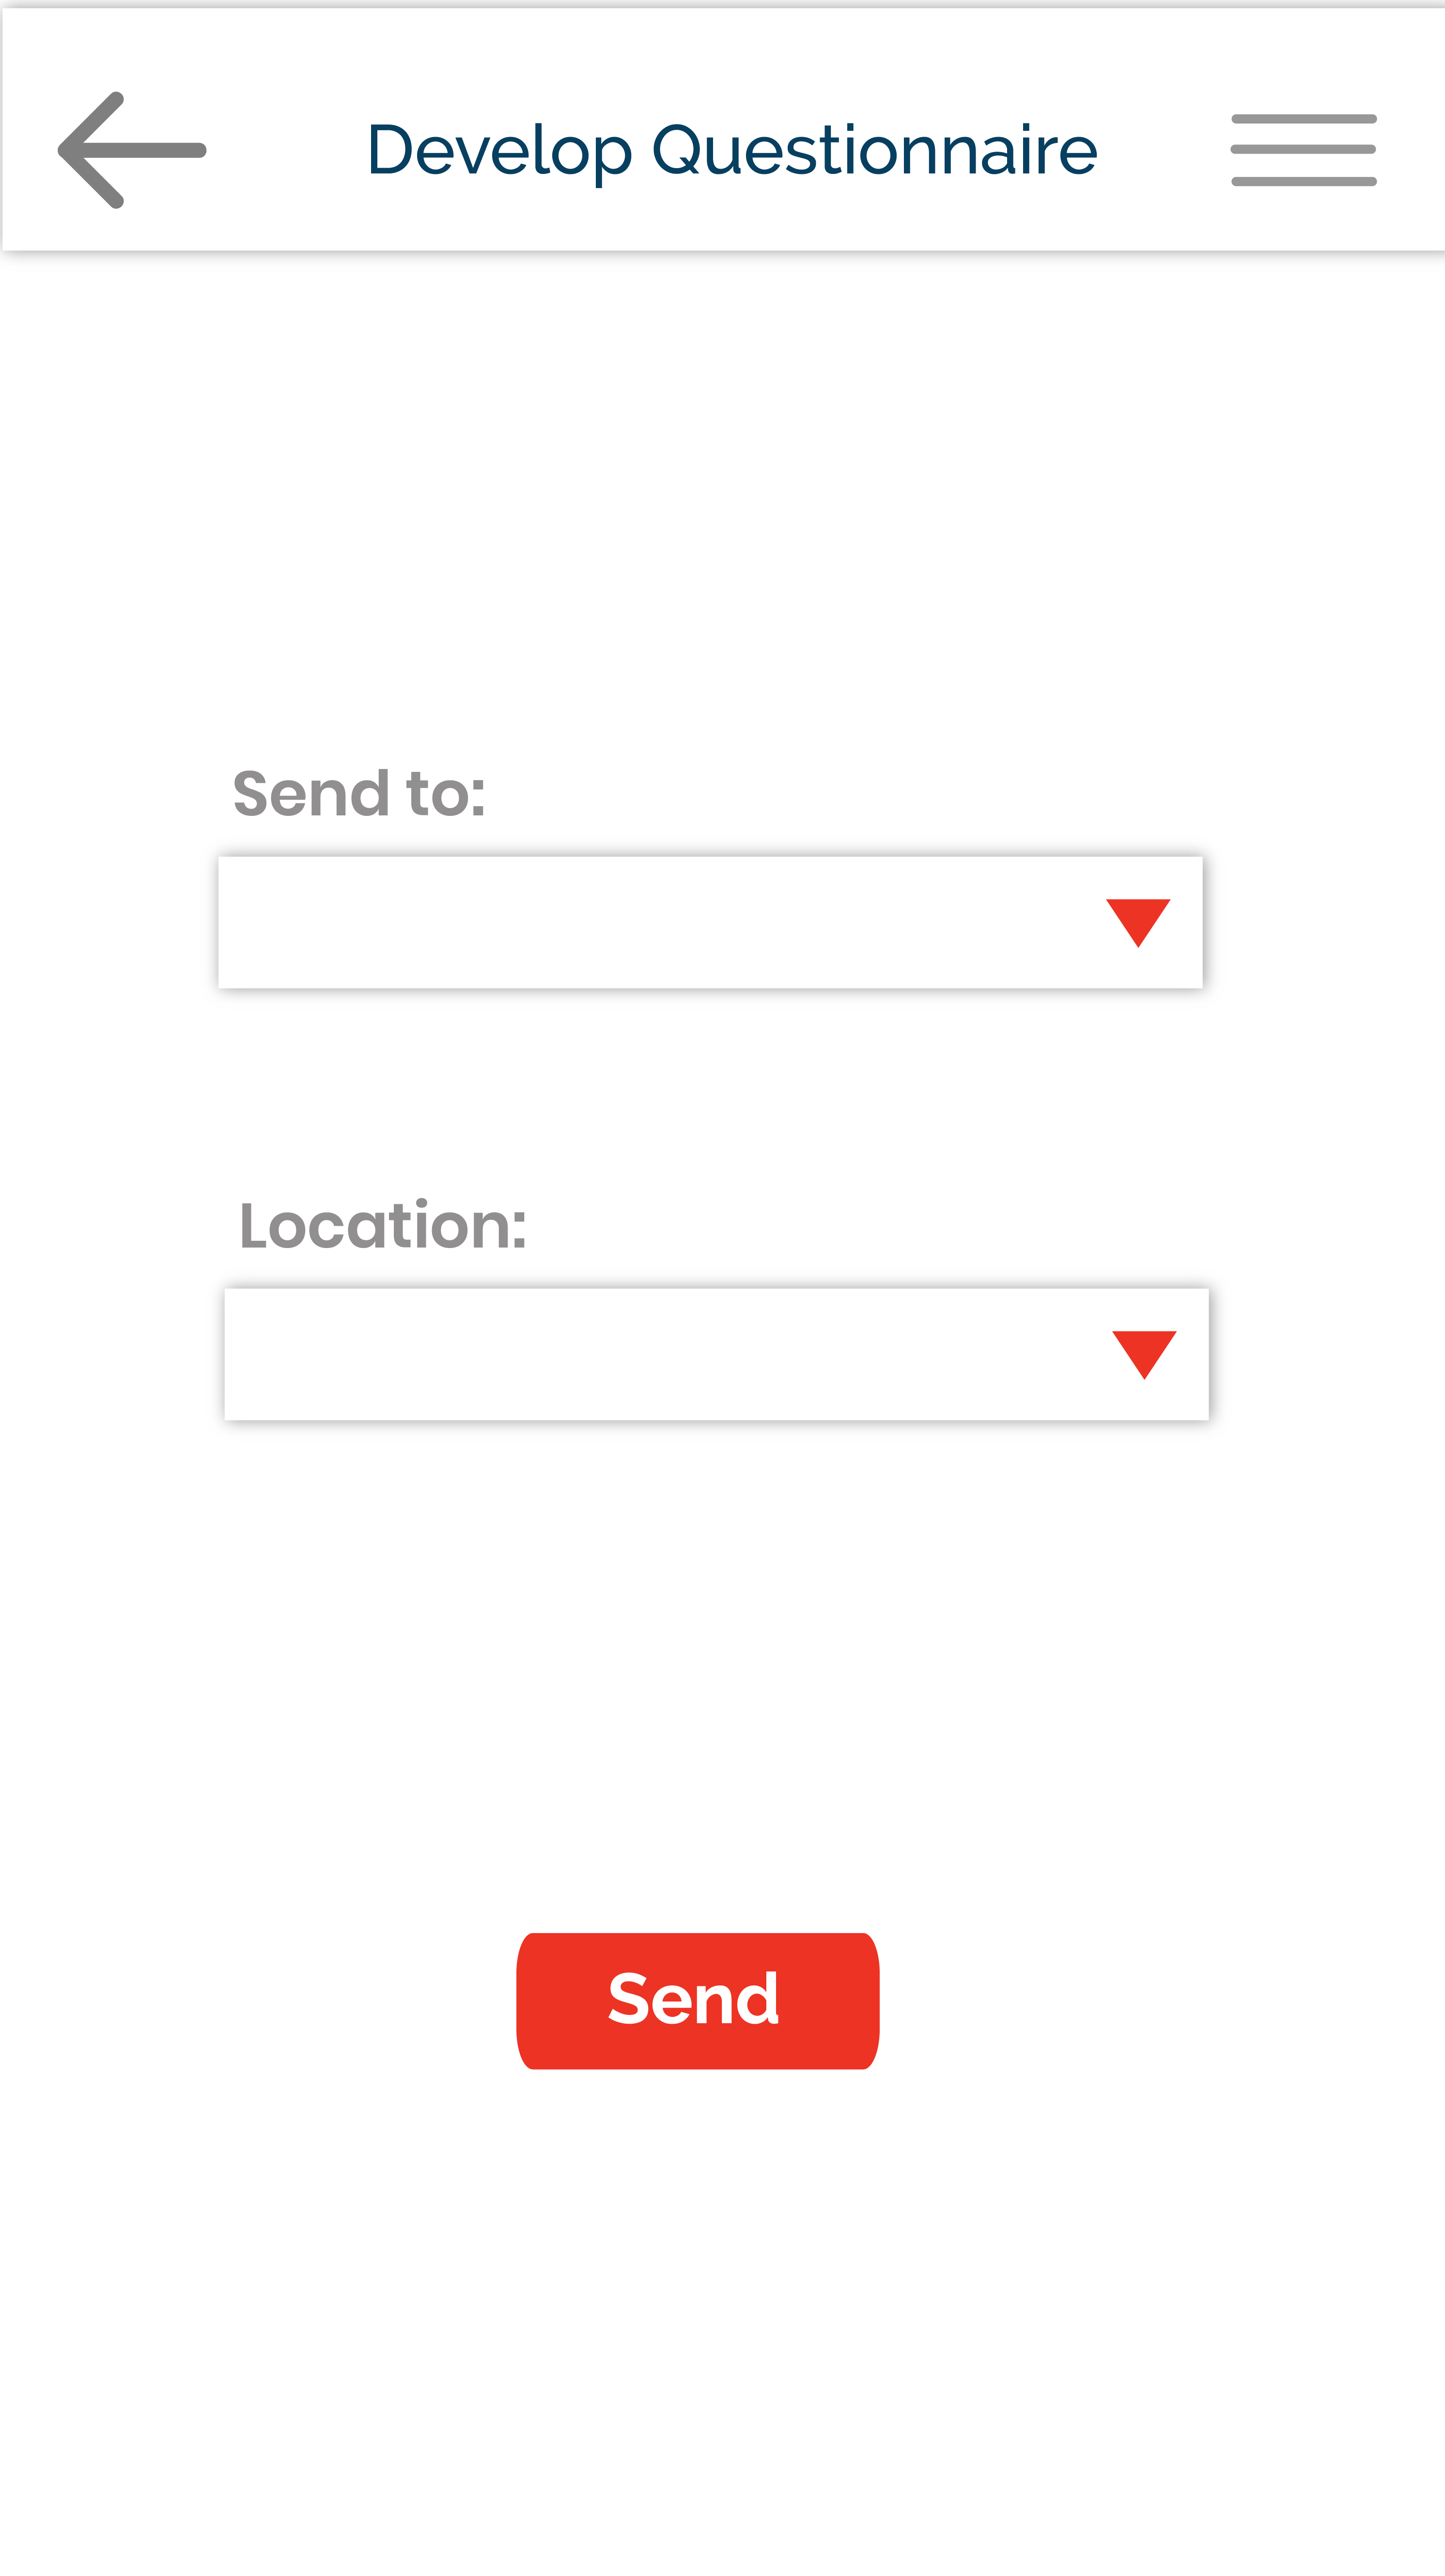 Develop Questionnaire
Send to:
Location:
Send